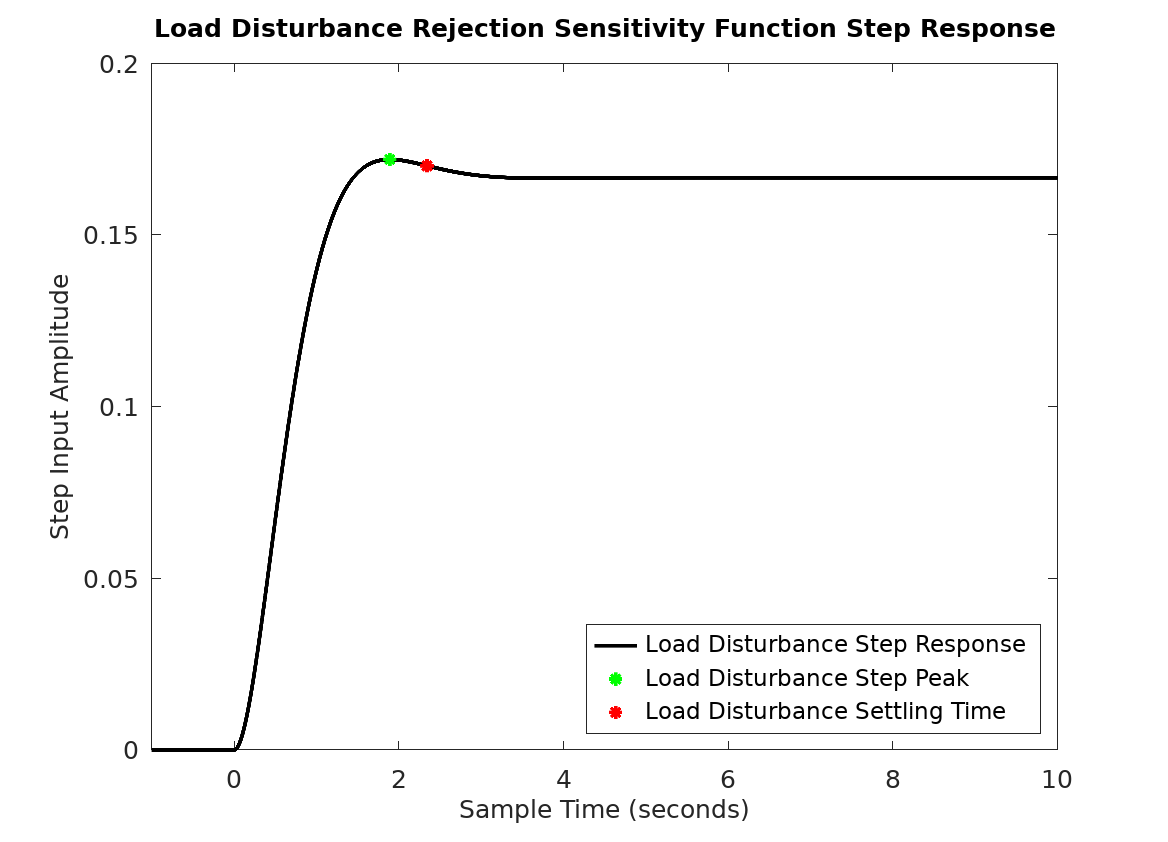 Load Disturbance Rejection Sensitivity Function Step Response
0.2
0.15
0.1
0.05
0
Step Input Amplitude
Load Disturbance Step Response
Load Disturbance Step Peak
Load Disturbance Settling Time
0 2 4 6 8 10
Sample Time (seconds)